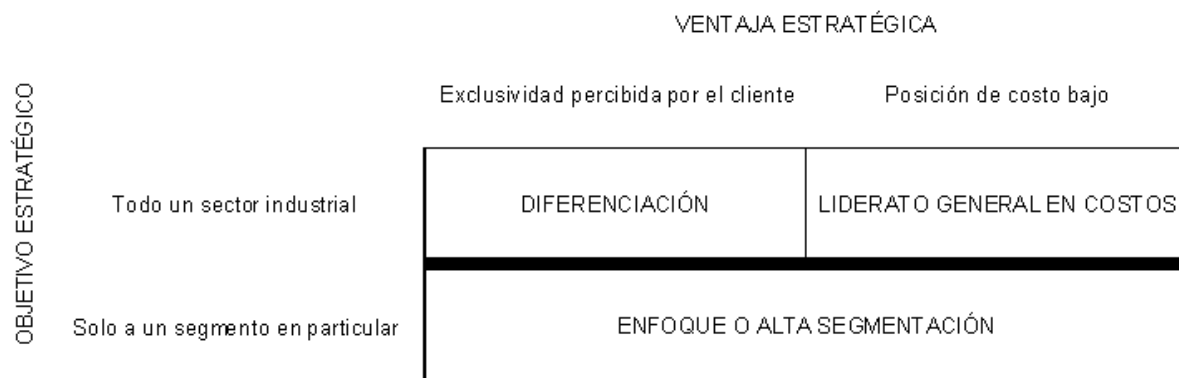 VENTAJA ESTRATÉGICA
Exclusividad percibida por el cliente
Posición de costo bajo
OBJETIVO ESTRATÉGICO
Todo un sector industrial
DIFERENCIACIÓN
LIDERATO GENERAL EN COSTOS
Solo a un segmento en particular
ENFOQUE O ALTA SEGMENTACIÓN